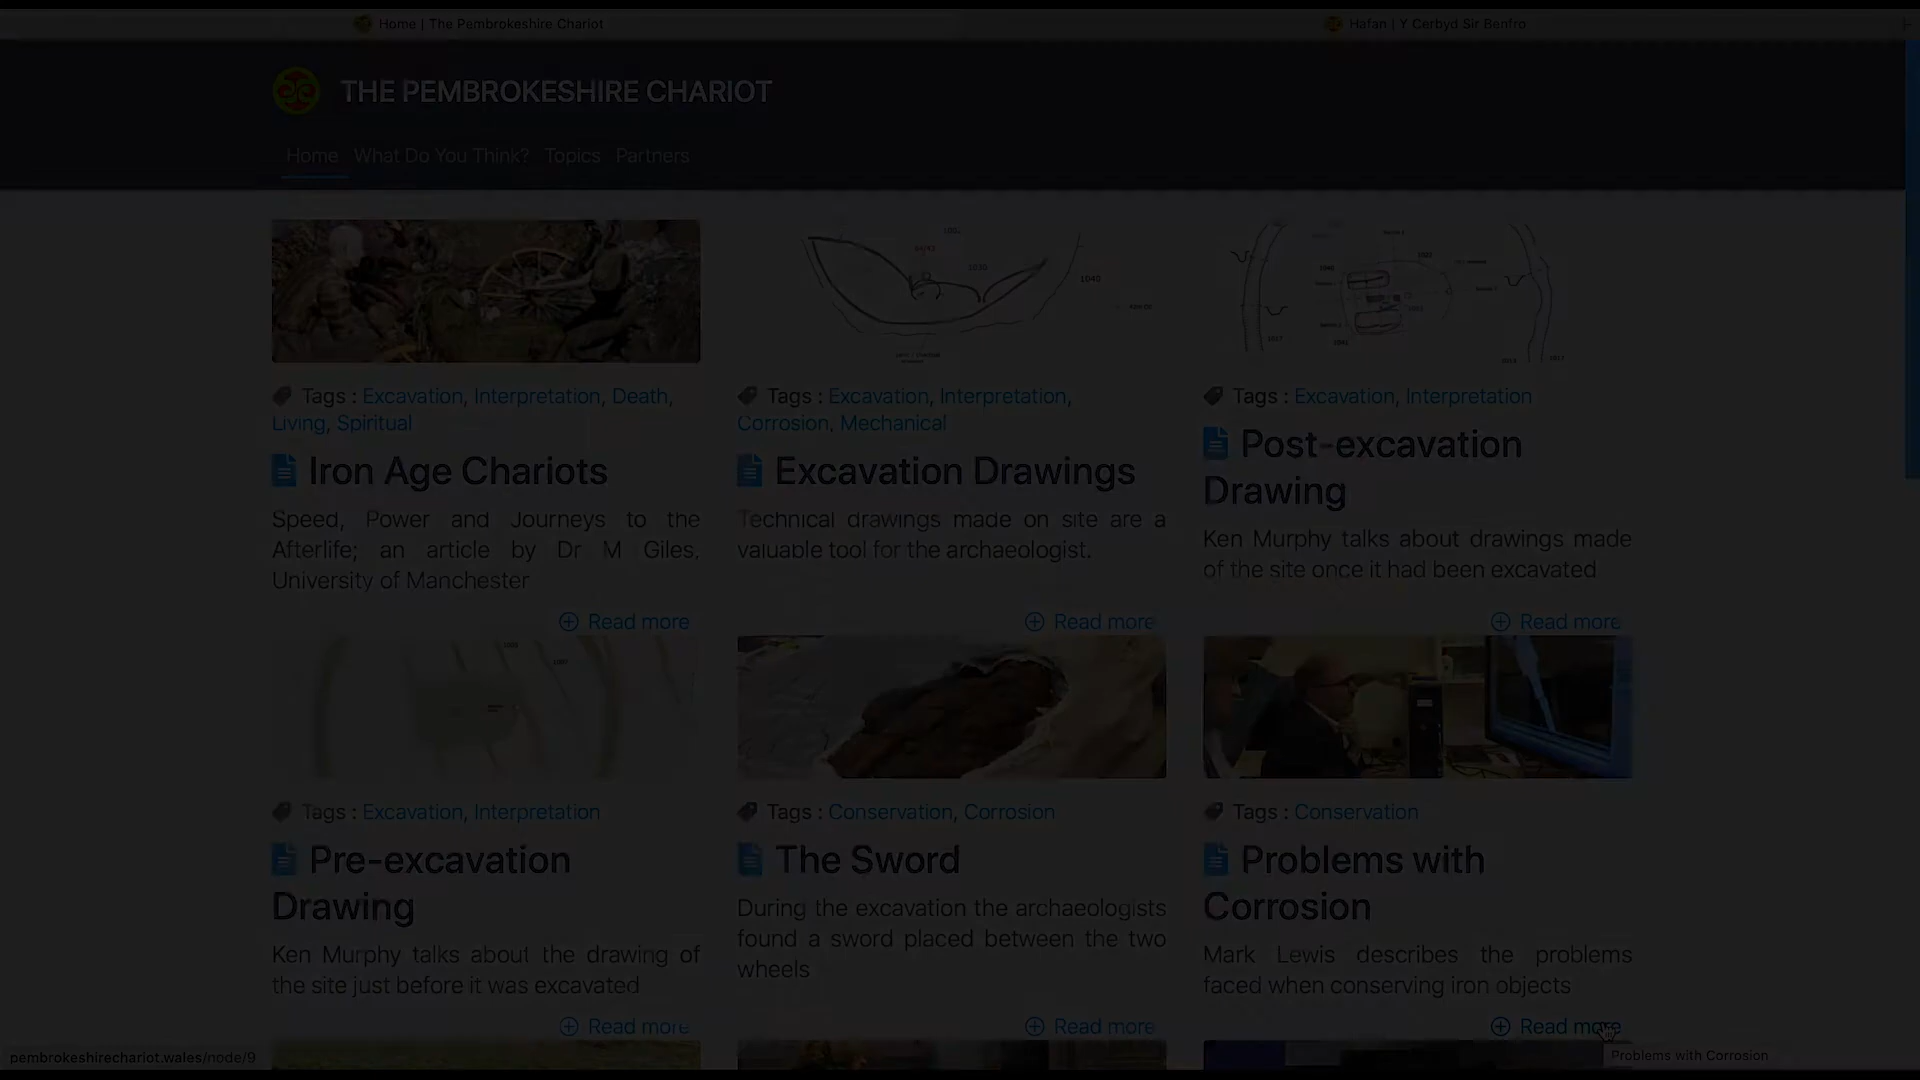 Home | The Pembrokeshire Chariot
Hafan | Y Cerbyd Sir Benfro
THE PEMBROKESHIRE CHARIOT
Home What Do You Think? Topics Partners
1030
1040
Tags : Excavation, Interpretation, Death,
Living, Spiritual
Iron Age Chariots
Speed, Power and Journeys to the
Afterlife; an article by Dr M Giles,
University of Manchester
Read more
Tags : Excavation, Interpretation,
Corrosion, Mechanical
Excavation Drawings
Technical drawings made on site are a
valuable tool for the archaeologist.
Read more
Tags : Excavation, Interpretation
Post-excavation
Drawing
Ken Murphy talks about drawings made
of the site once it had been excavated
Read more
Tags : Excavation, Interpretation
Pre-excavation
Drawing
Ken Murphy talks about the drawing of
the site just before it was excavated
Read more
Tags : Conservation, Corrosion
The Sword
During the excavation the archaeologists
found a sword placed between the two
wheels
Read more
Tags : Conservation
Problems with
Corrosion
Mark Lewis describes the problems
faced when conserving iron objects
Read more
pembrokeshirechariot.wales/node/9
Problems with Corrosion